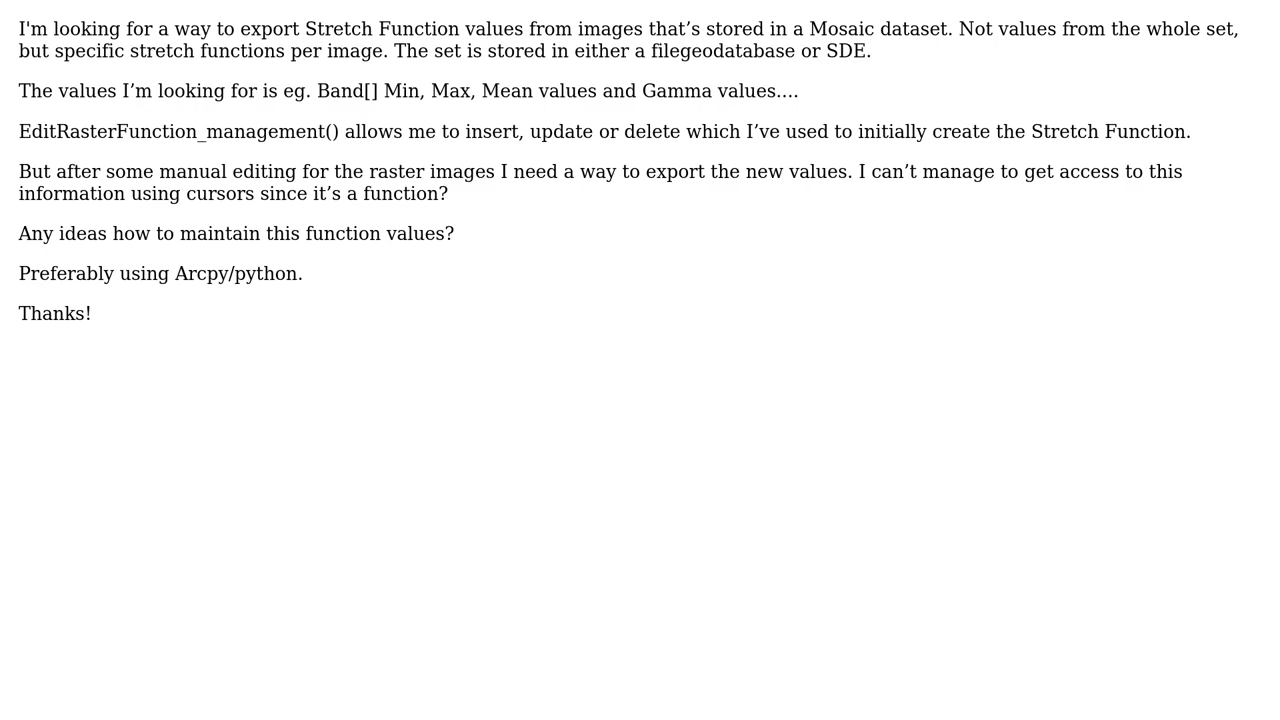 I'm looking for a way to export Stretch Function values from images that’s stored in a Mosaic dataset. Not values from the whole set,
but specific stretch functions per image. The set is stored in either a filegeodatabase or SDE.
The values I’m looking for is eg. Band[] Min, Max, Mean values and Gamma values....
EditRasterFunction_management() allows me to insert, update or delete which I’ve used to initially create the Stretch Function.
But after some manual editing for the raster images I need a way to export the new values. I can’t manage to get access to this
information using cursors since it’s a function?
Any ideas how to maintain this function values?
Preferably using Arcpy/python.
Thanks!